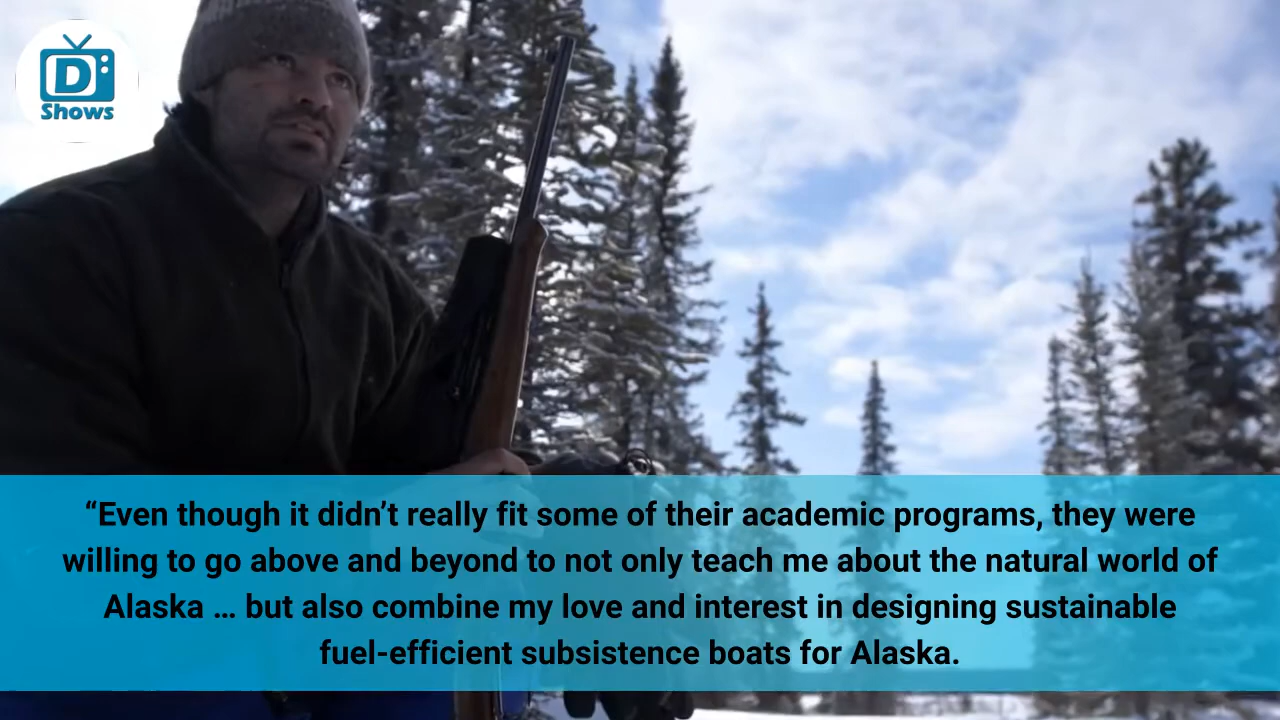 D:
Shows
“Even though it didn’t really fit some of their academic programs, they were
willing to go above and beyond to not only teach me about the natural world of
Alaska ... but also combine my love and interest in designing sustainable
fuel-efficient subsistence boats for Alaska.